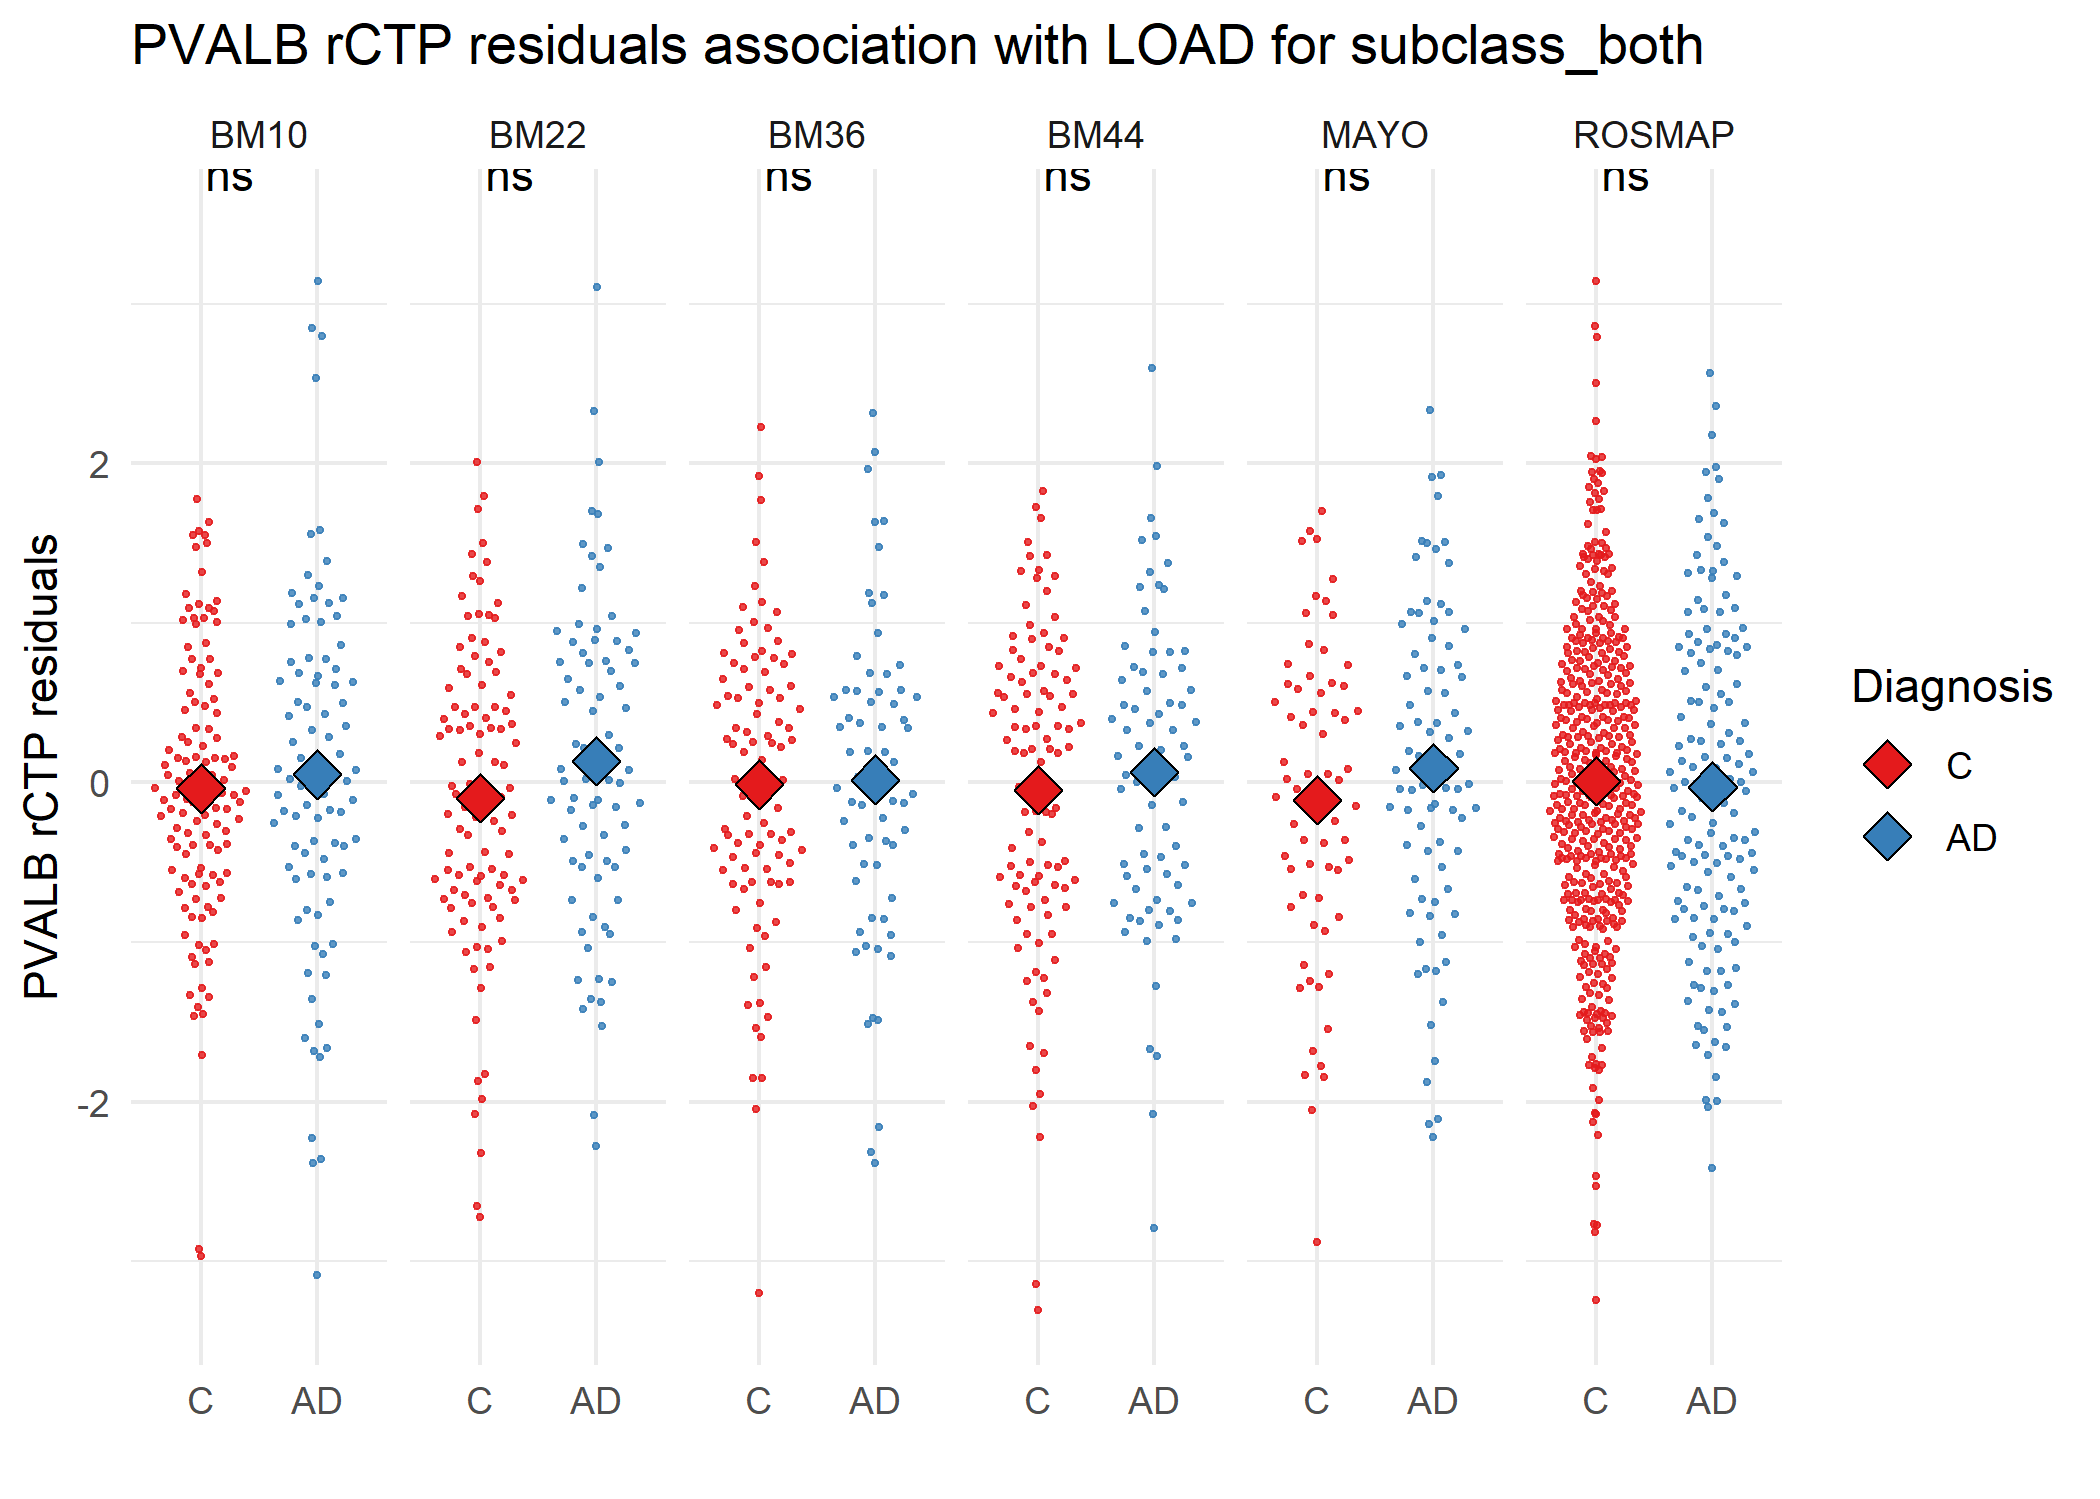 PVALB rCTP residuals association with LOAD for subclass_both
BM10 BM22 BM36 BM44 MAYO ROSMAP
ns ns ns ns ns ns
PVALB rCTP residuals
2
0
-2
C AD C AD C AD C AD C AD C AD
Diagnosis
C
AD